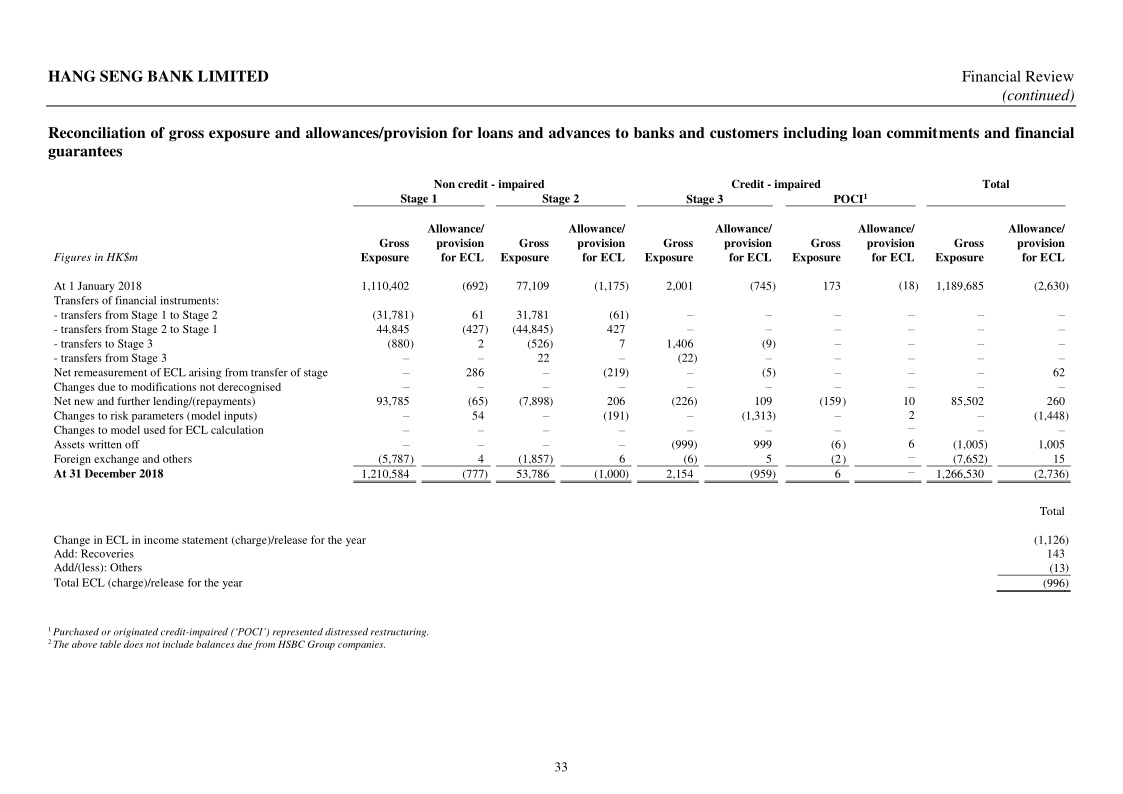 HANG SENG BANK LIMITED Financial Review
(continued)
Reconciliation of gross exposure and allowances/provision for loans and advances to banks and customers including loan commitments and financial
guarantees
Non credit - impaired Credit - impaired Total
Stage 1 Stage 2 Stage 3 POCI¹
Allowance/ Allowance/ Allowance/ Allowance/ Allowance/
Gross provision Gross provision Gross provision Gross provision Gross provision
Figures in HK$m Exposure for ECL Exposure for ECL Exposure for ECL Exposure for ECL Exposure for ECL
At 1 January 2018 1,110,402 (692) 77,109 (1,175) 2,001 (745) 173 (18) 1,189,685 (2,630)
Transfers of financial instruments:
- transfers from Stage 1 to Stage 2 (31,781) 61 31,781 (61) – – – – – –
- transfers from Stage 2 to Stage 1 44,845 (427) (44,845) 427 – – – – – –
- transfers to Stage 3 (880) 2 (526) 7 1,406 (9) – – – –
- transfers from Stage 3 – – 22 – (22) – – – – –
Net remeasurement of ECL arising from transfer of stage – 286 – (219) – (5) – – – 62
Changes due to modifications not derecognised – – – – – – – – – –
Net new and further lending/(repayments) 93,785 (65) (7,898) 206 (226) 109 (159) 10 85,502 260
Changes to risk parameters (model inputs) – 54 – (191) – (1,313) – 2 – (1,448)
Changes to model used for ECL calculation – – – – – – – – – –
Assets written off – – – – (999) 999 (6) 6 (1,005) 1,005
Foreign exchange and others (5,787) 4 (1,857) 6 (6) 5 (2) – (7,652) 15
At 31 December 2018 1,210,584 (777) 53,786 (1,000) 2,154 (959) 6 – 1,266,530 (2,736)
Total
Change in ECL in income statement (charge)/release for the year (1,126)
Add: Recoveries 143
Add/(less): Others (13)
Total ECL (charge)/release for the year (996)
¹ Purchased or originated credit-impaired ('POCI') represented distressed restructuring.
² The above table does not include balances due from HSBC Group companies.
33